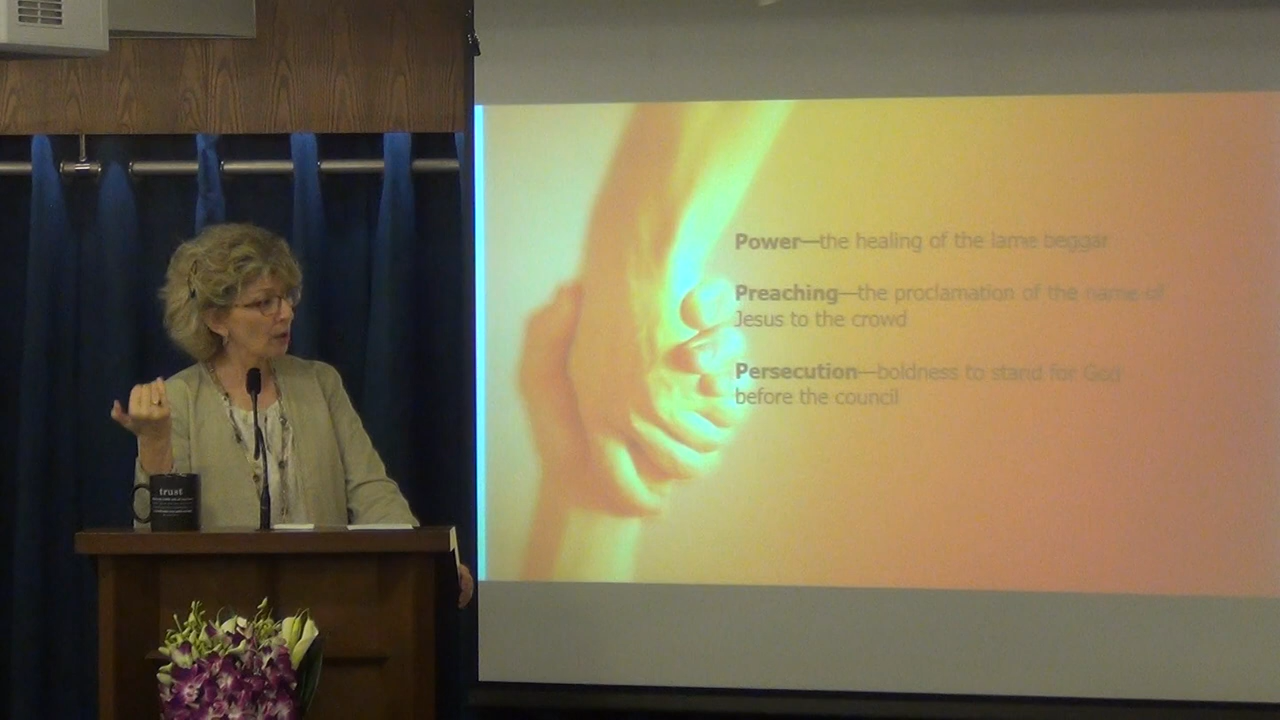 Power—the healing of the lame beggar
Preaching—the proclamation of the name of
Jesus to the crowd
Persecution—boldness to stand for God
before the council
trust